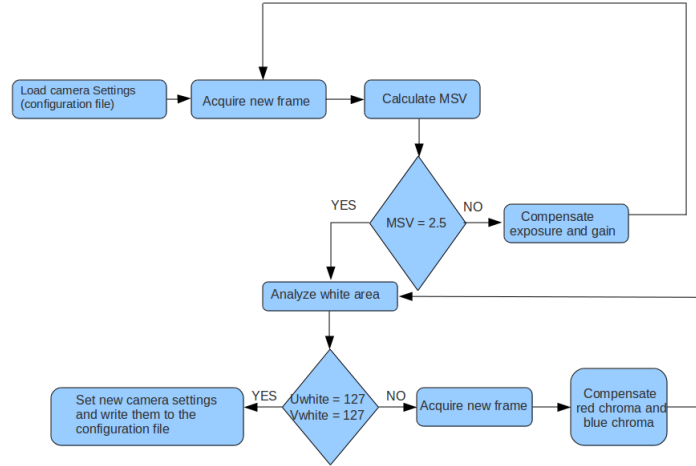 Load camera Settings
(configuration file)
Acquire new frame
Calculate MSV
YES
NO
MSV = 2.5
Compensate
exposure and gain
Analyze white area
YES
Uwhite = 127
Vwhite = 127
NO
Set new camera settings
and write them to the
configuration file
Acquire new frame
Compensate
red chroma and
blue chroma